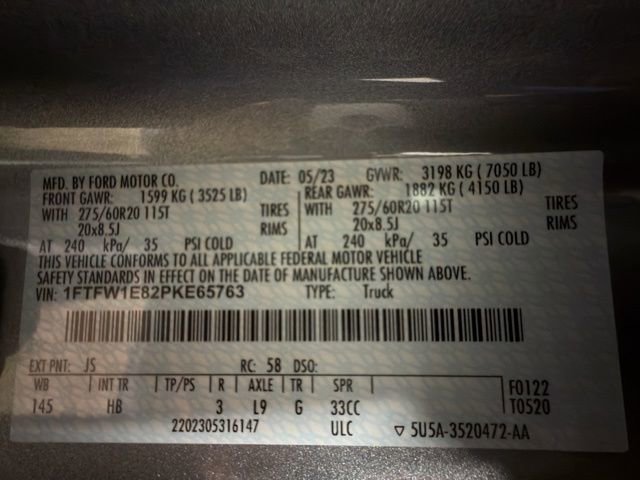 MFD. BY FORD MOTOR CO. DATE: 05/23 GVWR: 3198 KG ( 7050 LB)
FRONT GAWR: 1599 KG ( 3525 LB) REAR GAWR: 1882 KG ( 4150 LB)
WITH 275/60R20 115T TIRES WITH 275/60R20 115T TIRES
20x8.5J RIMS 20x8.5J RIMS
AT 240 kPa/ 35 PSI COLD AT 240 kPa/ 35 PSI COLD
THIS VEHICLE CONFORMS TO ALL APPLICABLE FEDERAL MOTOR VEHICLE
SAFETY STANDARDS IN EFFECT ON THE DATE OF MANUFACTURE SHOWN ABOVE.
VIN: 1FTFW1E82PKE65763 TYPE: Truck
EXT PNT: JS RC: 58 DSO:
WB INT TR TP/PS R AXLE TR SPR F0122
145 HB 3 L9 G 33CC T0520
2202305316147 ULC ▽ 5U5A-3520472-AA